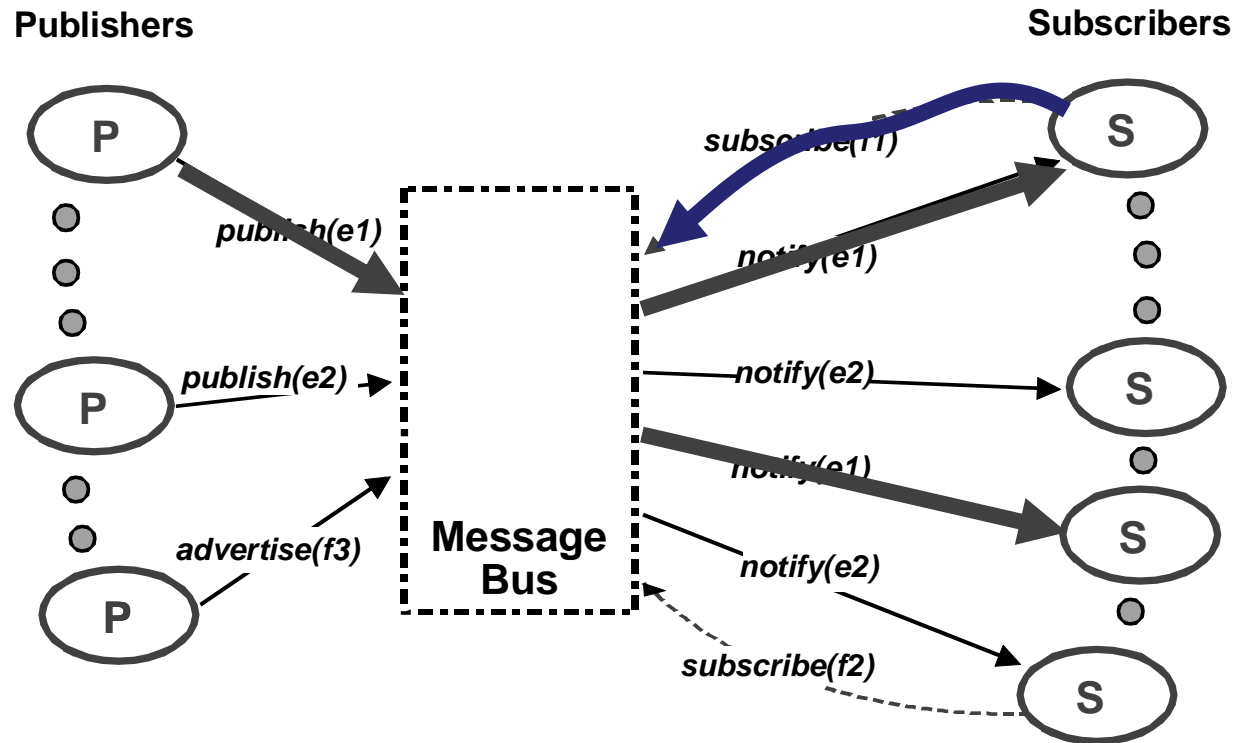 Publishers
Subscribers
P
S
subscribe(f1)
publish(e1)
notify(e1)
publish(e2)
notify(e2)
P
S
notify(e1)
advertise(f3)
Message
Bus
S
notify(e2)
P
subscribe(f2)
S